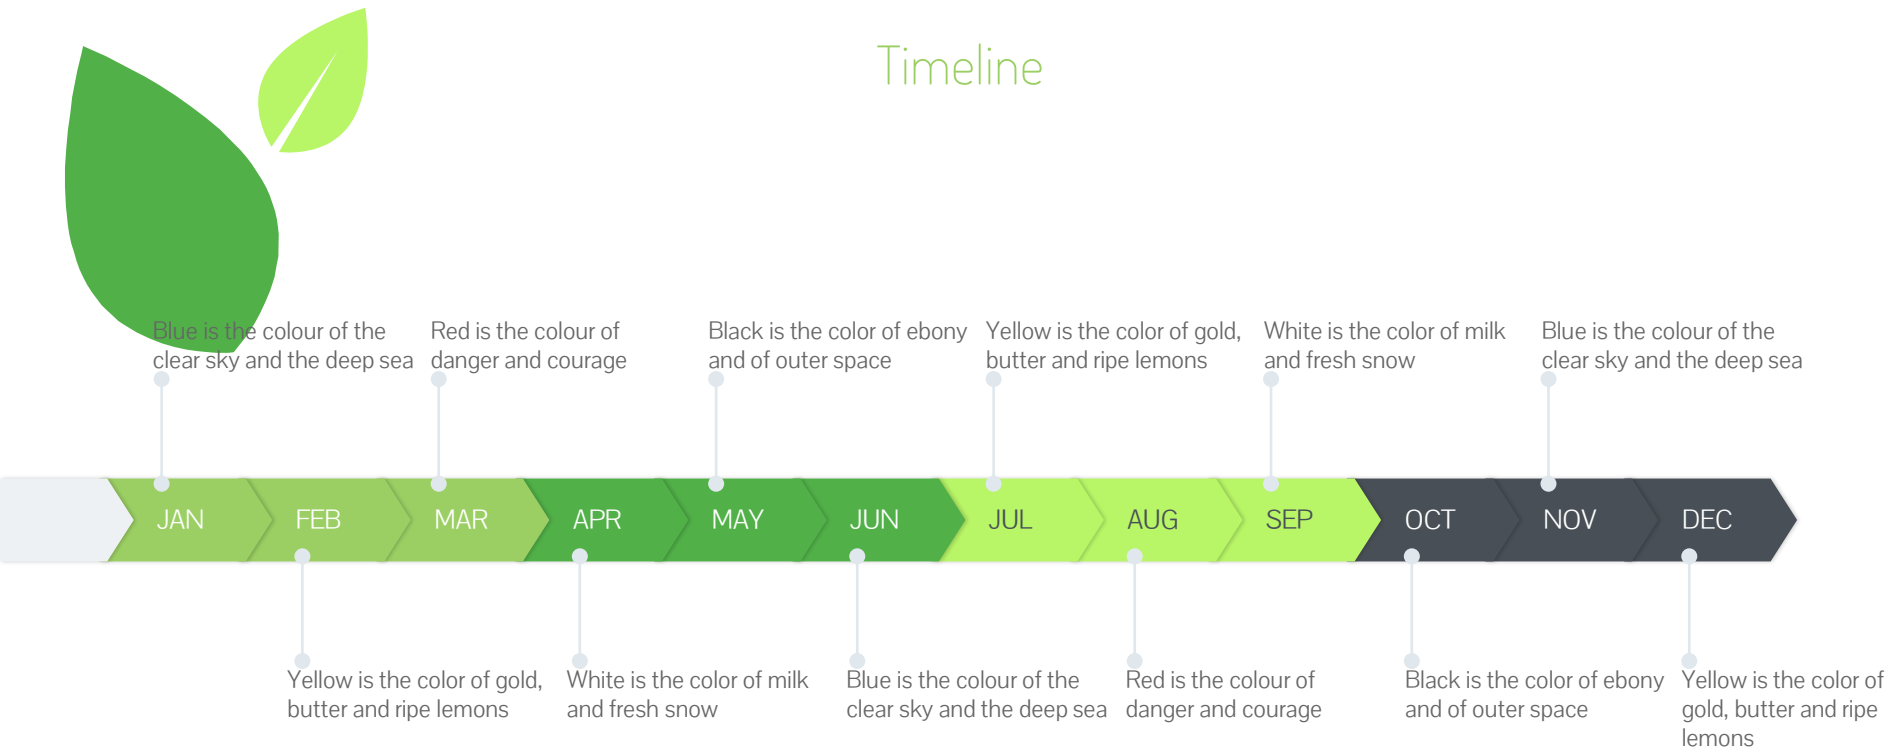 Timeline
Blue is the colour of the
clear sky and the deep sea
Red is the colour of
danger and courage
Black is the color of ebony
and of outer space
Yellow is the color of gold,
butter and ripe lemons
White is the color of milk
and fresh snow
Blue is the colour of the
clear sky and the deep sea
JAN
FEB
MAR
APR
MAY
JUN
JUL
AUG
SEP
OCT
NOV
DEC
Yellow is the color of gold,
butter and ripe lemons
White is the color of milk
and fresh snow
Blue is the colour of the
clear sky and the deep sea
Red is the colour of
danger and courage
Black is the color of ebony
and of outer space
Yellow is the color of
gold, butter and ripe
lemons